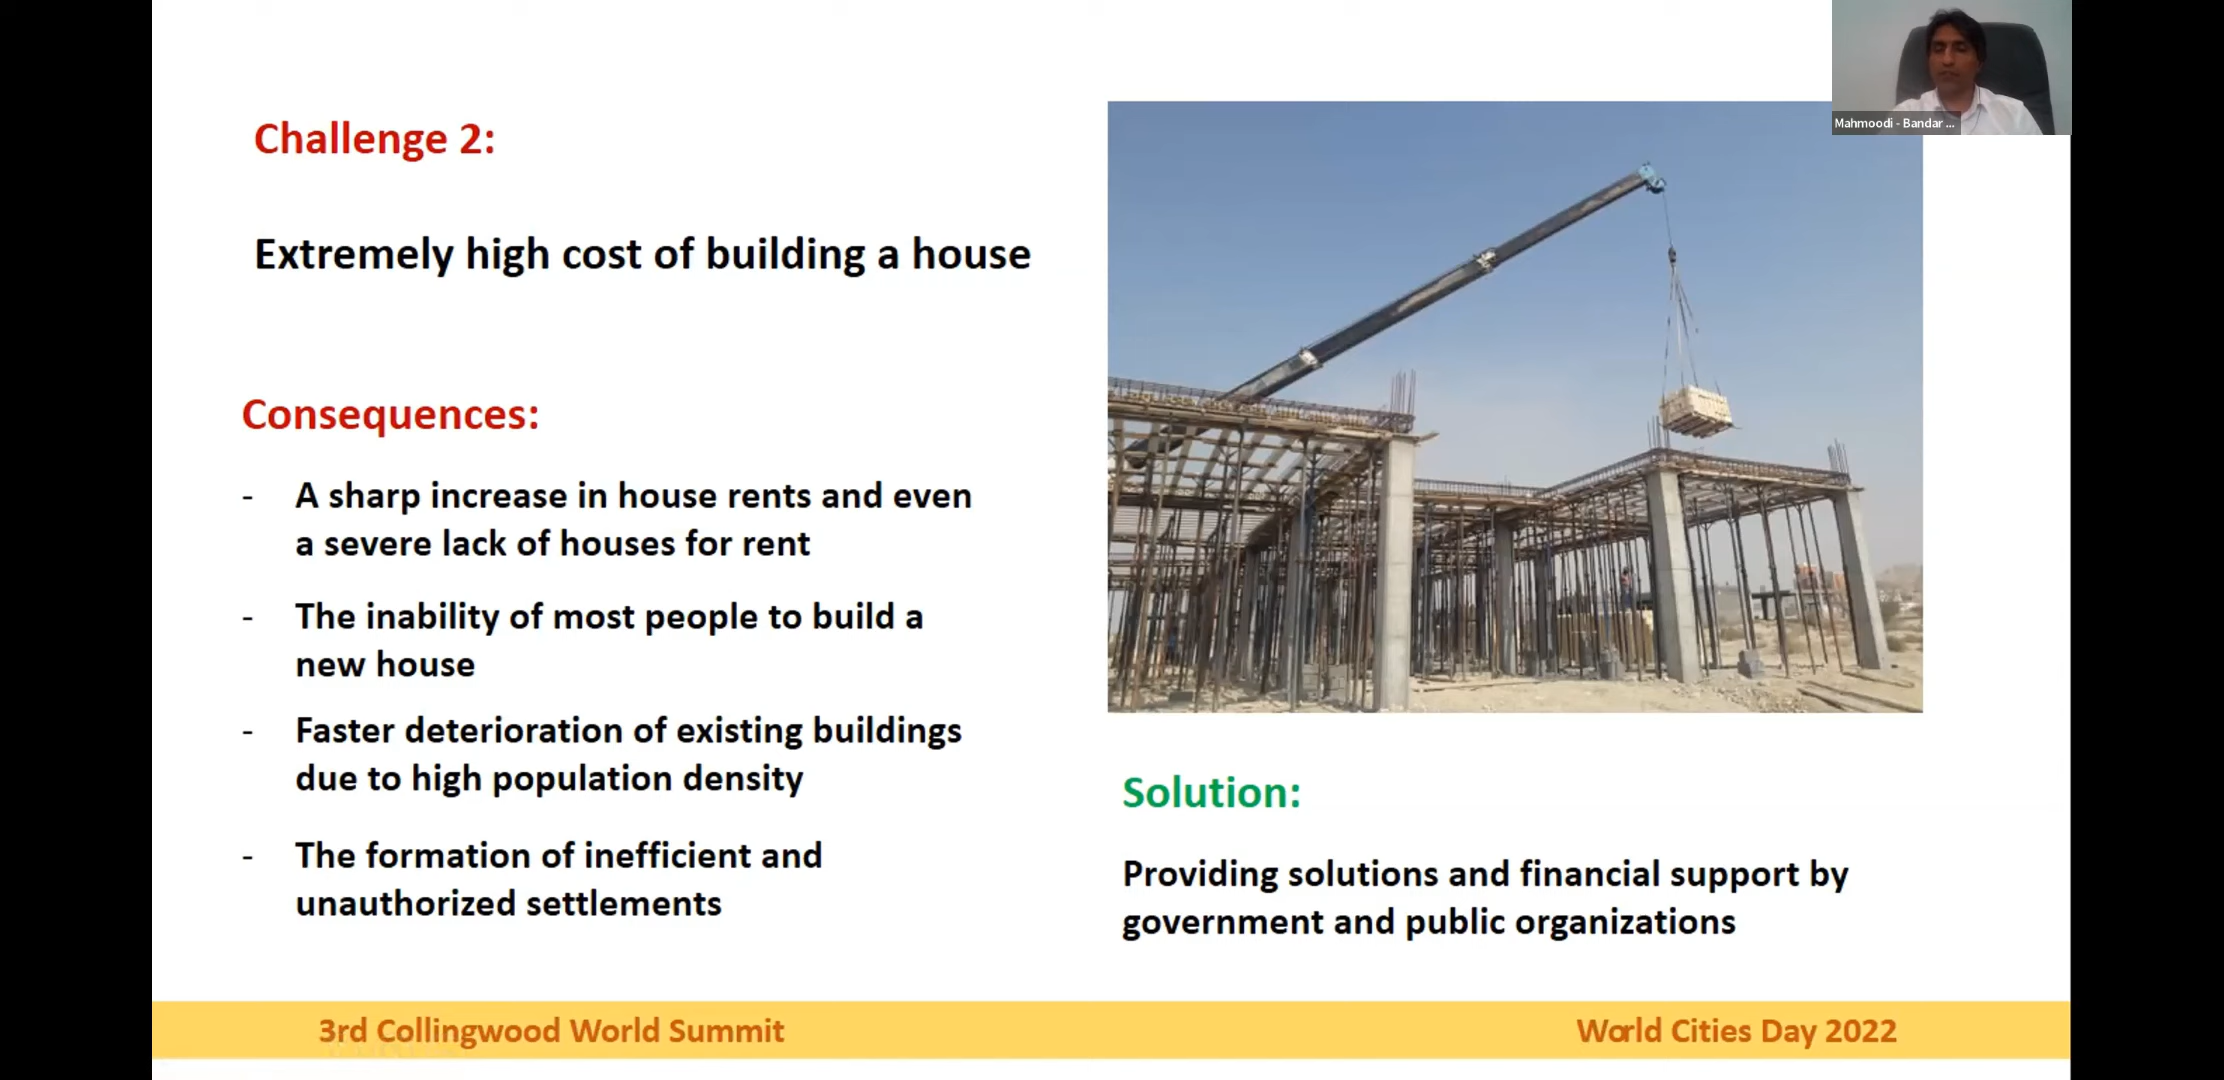 Mahmoodi - Bandar ...
Challenge 2:
Extremely high cost of building a house
Consequences:
- A sharp increase in house rents and even
a severe lack of houses for rent
- The inability of most people to build a
new house
- Faster deterioration of existing buildings
due to high population density
- The formation of inefficient and
unauthorized settlements
Solution:
Providing solutions and financial support by
government and public organizations
3rd Collingwood World Summit
World Cities Day 2022